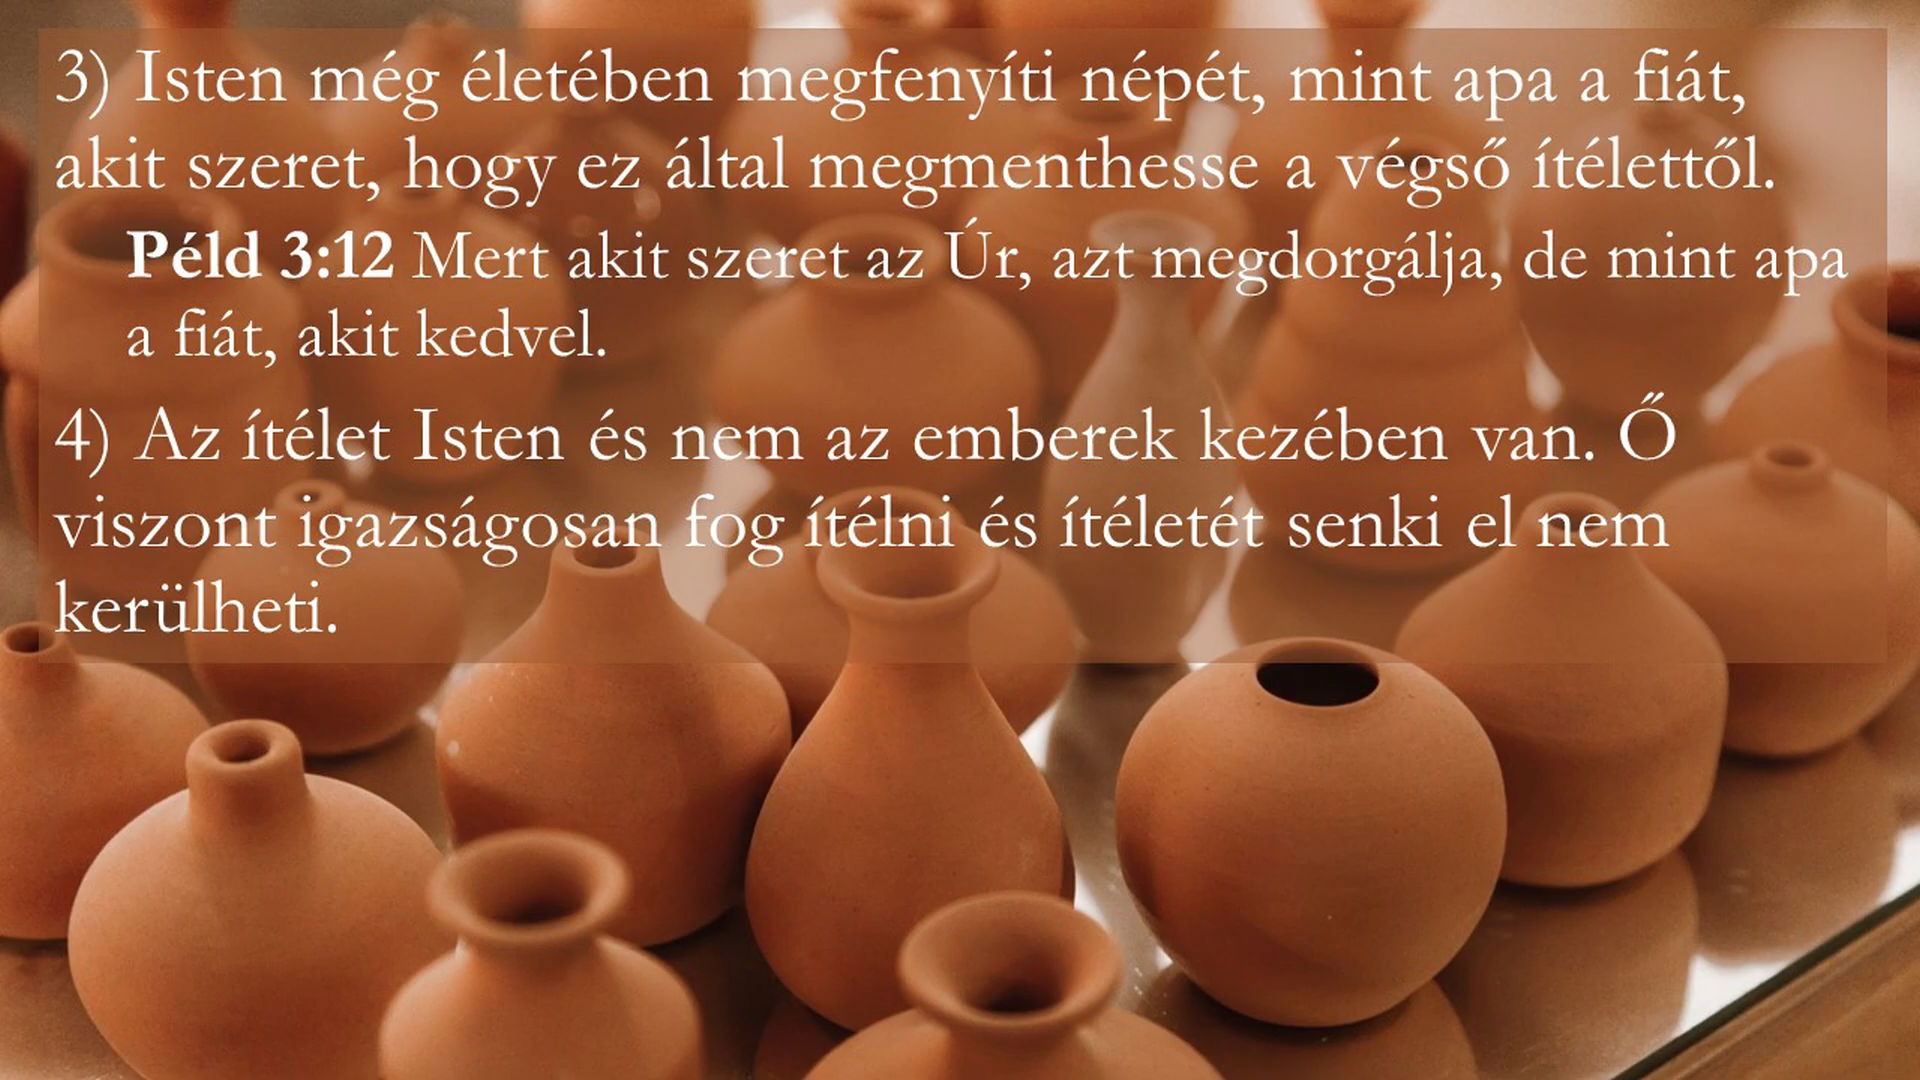 3) Isten még életében megfenyíti népét, mint apa a fiát,
akit szeret, hogy ez által megmenthesse a végső ítélettől.
Péld 3:12 Mert akit szeret az Úr, azt megdorgálja, de mint apa
a fiát, akit kedvel.
4) Az ítélet Isten és nem az emberek kezében van. Ő
viszont igazságosan fog ítélni és ítéletét senki el nem
kerülheti.